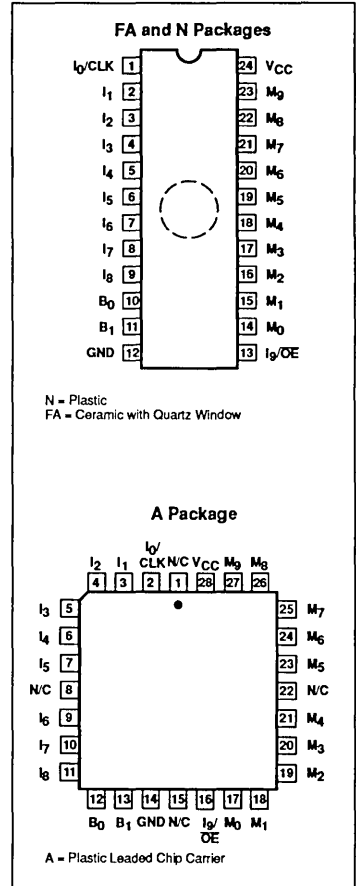 FA and N Packages
I0/CLK 1 24 VCC
I1 2 23 M9
I2 3 22 M8
I3 4 21 M7
I4 5 20 M6
I5 6 19 M5
I6 7 18 M4
I7 8 17 M3
I8 9 16 M2
B0 10 15 M1
B1 11 14 M0
GND 12 13 I9/OE
N = Plastic
FA = Ceramic with Quartz Window
A Package
I0/
I2 I1 CLK N/C VCC M9 M8
4 3 2 1 28 27 26
I3 5 25 M7
I4 6 24 M6
I5 7 23 M5
N/C 8 22 N/C
I6 9 21 M4
I7 10 20 M3
I8 11 19 M2
12 13 14 15 16 17 18
B0 B1 GND N/C I9/ M0 M1
OE
A = Plastic Leaded Chip Carrier